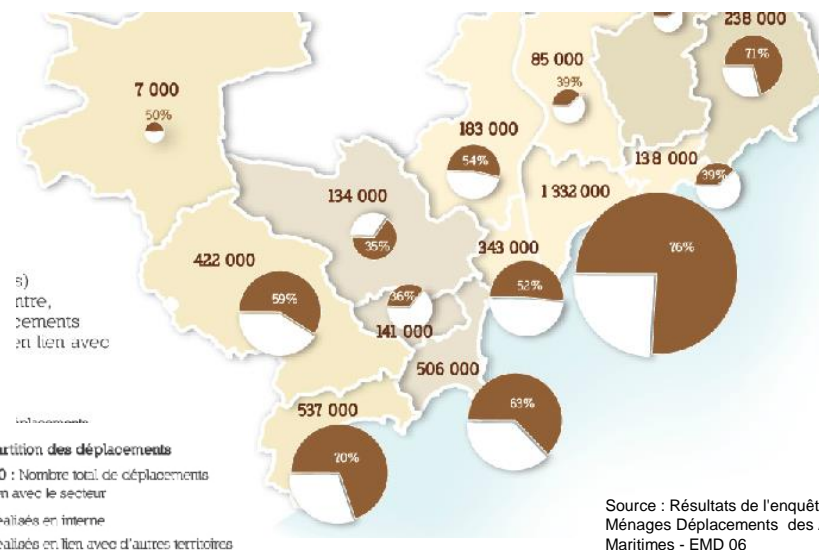 238 000
71%
85 000
39%
7 000
50%
183 000
54%
138 000
39%
134 000
35%
1 332 000
76%
343 000
52%
422 000
59%
36%
141 000
506 000
63%
537 000
70%
s)
ntre,
cements
en lien avec
déplacements
artition des déplacements
0 : Nombre total de déplacements
n avec le secteur
éalisés en interne
éalisés en lien avec d'autres territoires
Source : Résultats de l'enquêt
Ménages Déplacements des
Maritimes - EMD 06